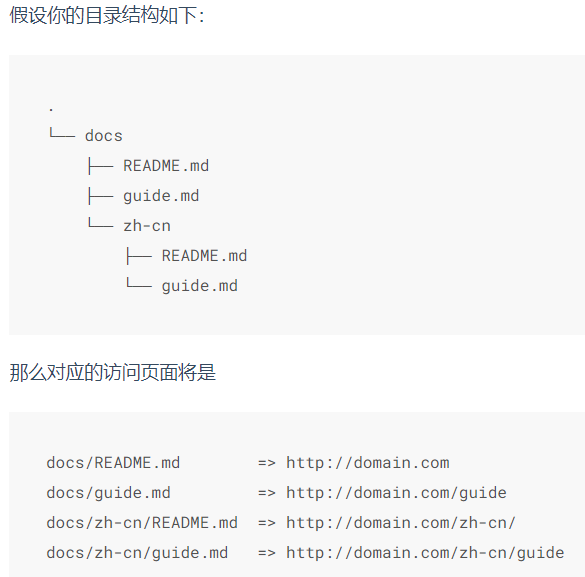 假设你的目录结构如下：
.
└── docs
    ├── README.md
    ├── guide.md
    └── zh-cn
        ├── README.md
        └── guide.md
那么对应的访问页面将是
docs/README.md        => http://domain.com
docs/guide.md         => http://domain.com/guide
docs/zh-cn/README.md  => http://domain.com/zh-cn/
docs/zh-cn/guide.md   => http://domain.com/zh-cn/guide